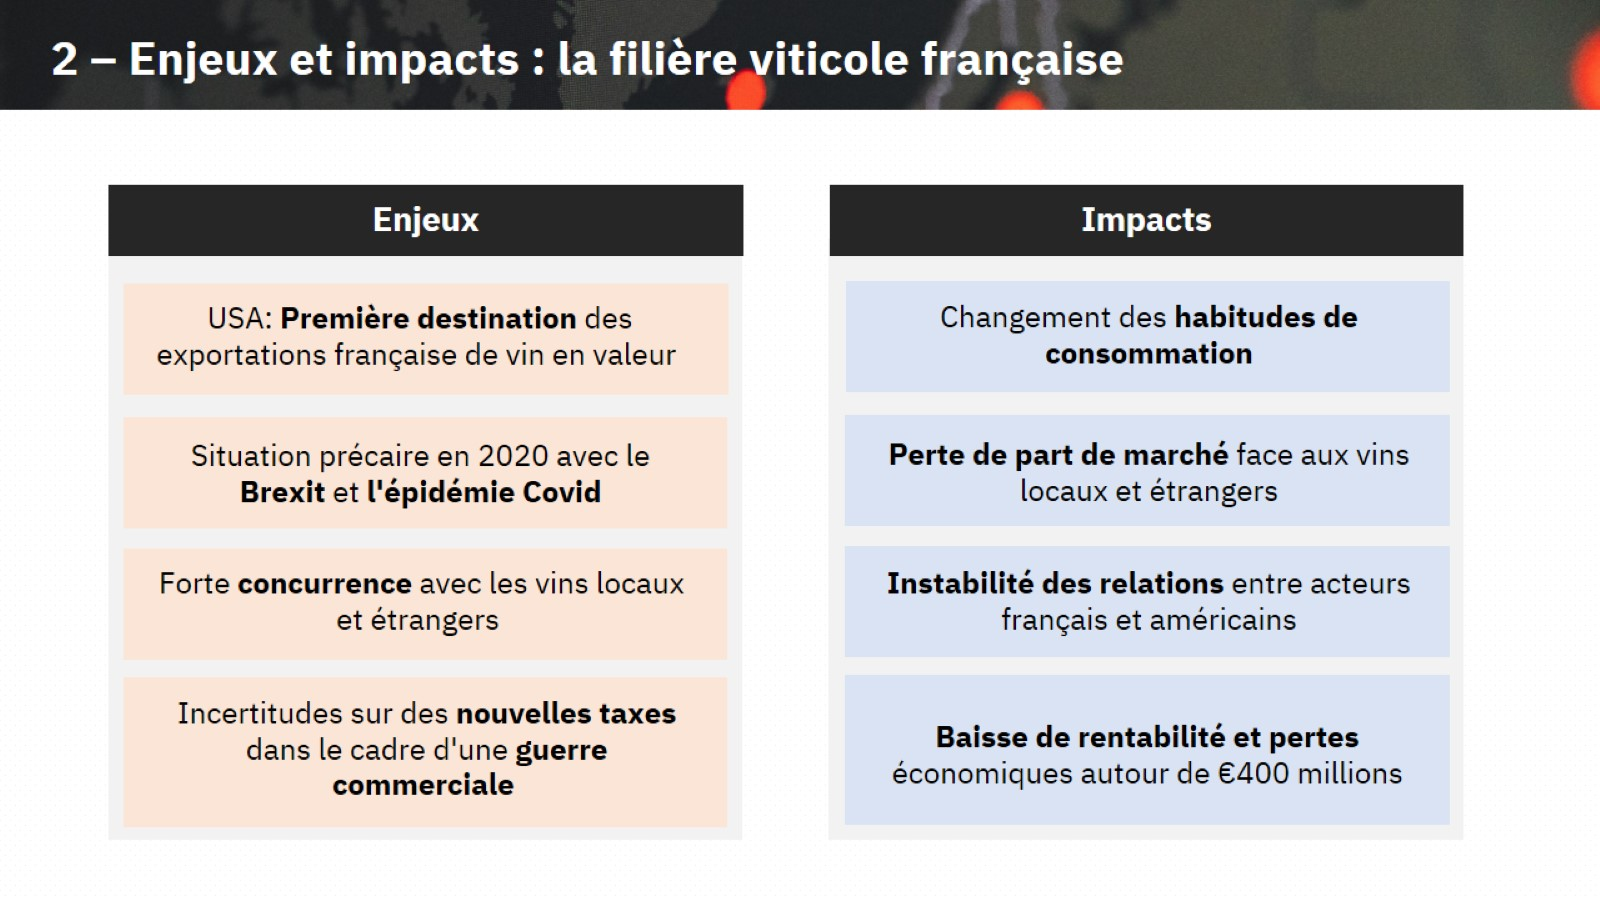 2 – Enjeux et impacts : la filière viticole française
Enjeux
USA: Première destination des
exportations française de vin en valeur
Situation précaire en 2020 avec le
Brexit et l'épidémie Covid
Forte concurrence avec les vins locaux
et étrangers
Incertitudes sur des nouvelles taxes
dans le cadre d'une guerre
commerciale
Impacts
Changement des habitudes de
consommation
Perte de part de marché face aux vins
locaux et étrangers
Instabilité des relations entre acteurs
français et américains
Baisse de rentabilité et pertes
économiques autour de €400 millions